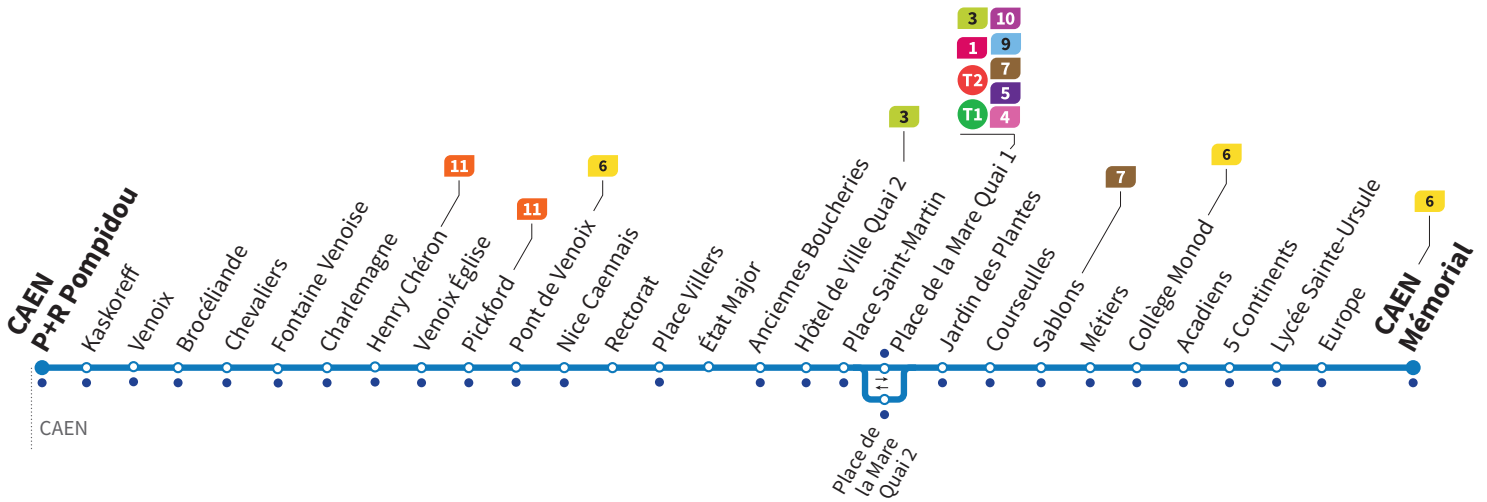 3 10
1 9
T2 7
5
T1 4
3
11
11
6
7
6
6
CAEN
P+R Pompidou
Kaskoreff
Venoix
Brocéliande
Chevaliers
Fontaine Venoise
Charlemagne
Henry Chéron
Venoix Église
Pickford
Pont de Venoix
Nice Caennais
Rectorat
Place Villers
État Major
Anciennes Boucheries
Hôtel de Ville Quai 2
Place Saint-Martin
Place de la Mare Quai 1
Jardin des Plantes
Courseulles
Sablons
Métiers
Collège Monod
Acadiens
5 Continents
Lycée Sainte-Ursule
Europe
CAEN
Mémorial
CAEN
Place de
la Mare
Quai 2